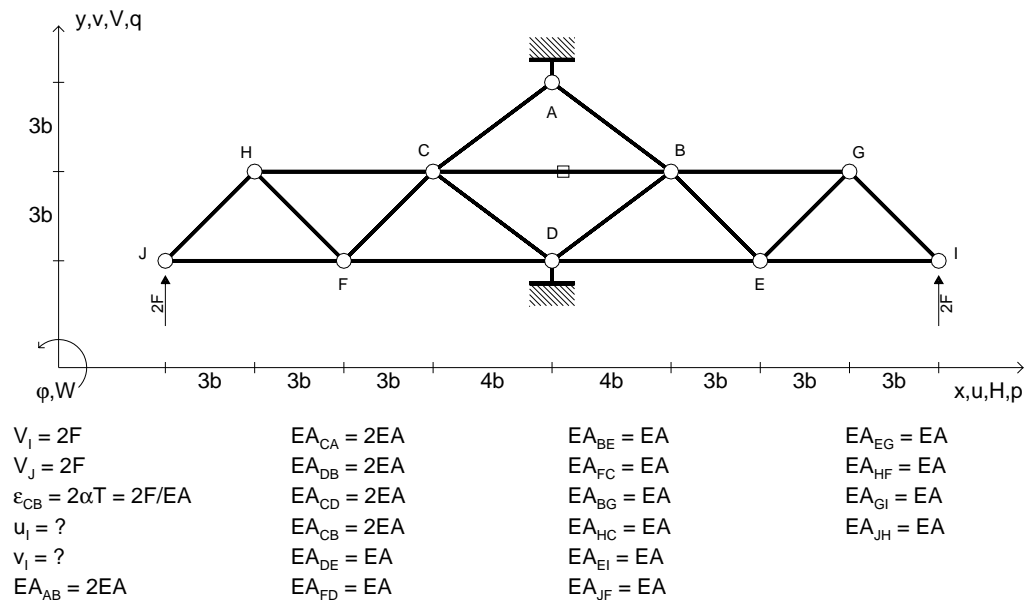 y,v,V,q
A
3b
H
C
B
G
3b
D
J
I
F
E
2F
2F
3b 3b 3b 4b 4b 3b 3b 3b
φ,W
x,u,H,p
V_I = 2F
V_J = 2F
ε_CB = 2αT = 2F/EA
u_I = ?
v_I = ?
EA_AB = 2EA
EA_CA = 2EA
EA_DB = 2EA
EA_CD = 2EA
EA_CB = 2EA
EA_DE = EA
EA_FD = EA
EA_BE = EA
EA_FC = EA
EA_BG = EA
EA_HC = EA
EA_EI = EA
EA_JF = EA
EA_EG = EA
EA_HF = EA
EA_GI = EA
EA_JH = EA